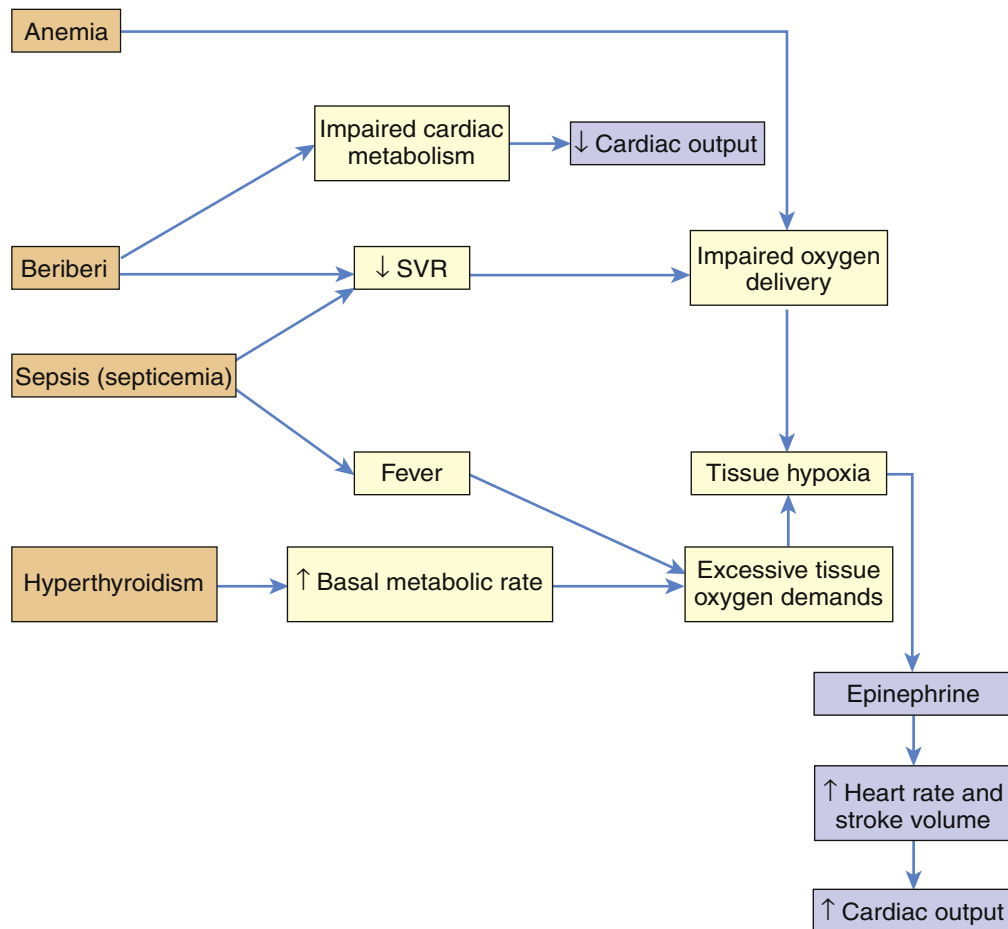 Anemia
Impaired cardiac
metabolism
↓ Cardiac output
Beriberi
↓ SVR
Impaired oxygen
delivery
Sepsis (septicemia)
Fever
Tissue hypoxia
Hyperthyroidism
↑ Basal metabolic rate
Excessive tissue
oxygen demands
Epinephrine
↑ Heart rate and
stroke volume
↑ Cardiac output